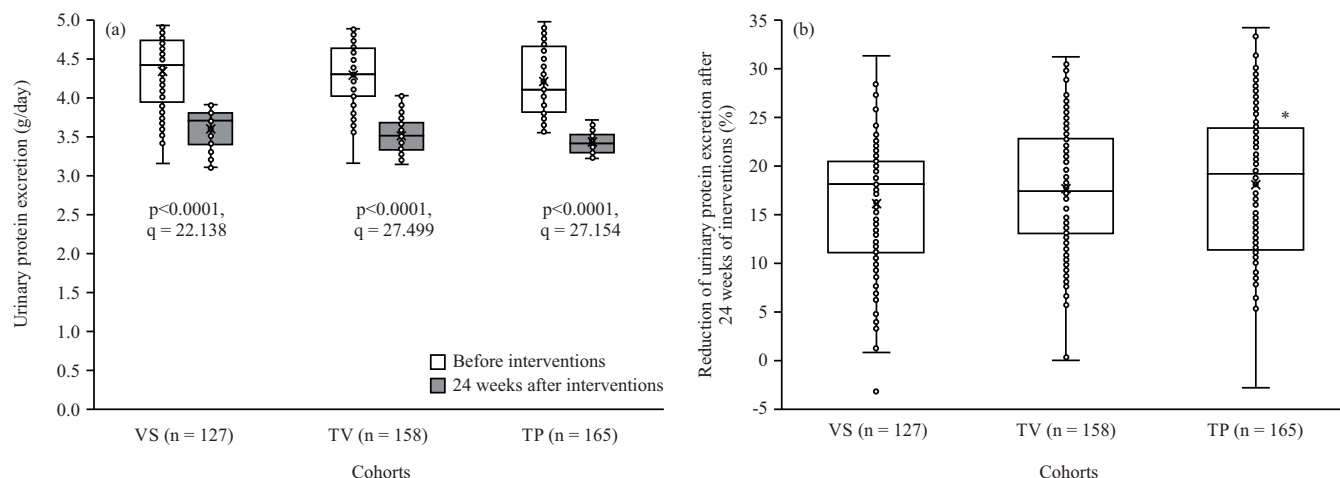 (a)
Urinary protein excretion (g/day)
5.0
4.5
4.0
3.5
3.0
2.5
2.0
1.5
1.0
0.5
0.0
p<0.0001,
q = 22.138
p<0.0001,
q = 27.499
p<0.0001,
q = 27.154
Before interventions
24 weeks after interventions
VS (n = 127)
TV (n = 158)
TP (n = 165)
Cohorts
(b)
Reduction of urinary protein excretion after
24 weeks of inerventions (%)
35
30
25
20
15
10
5
0
-5
*
VS (n = 127)
TV (n = 158)
TP (n = 165)
Cohorts